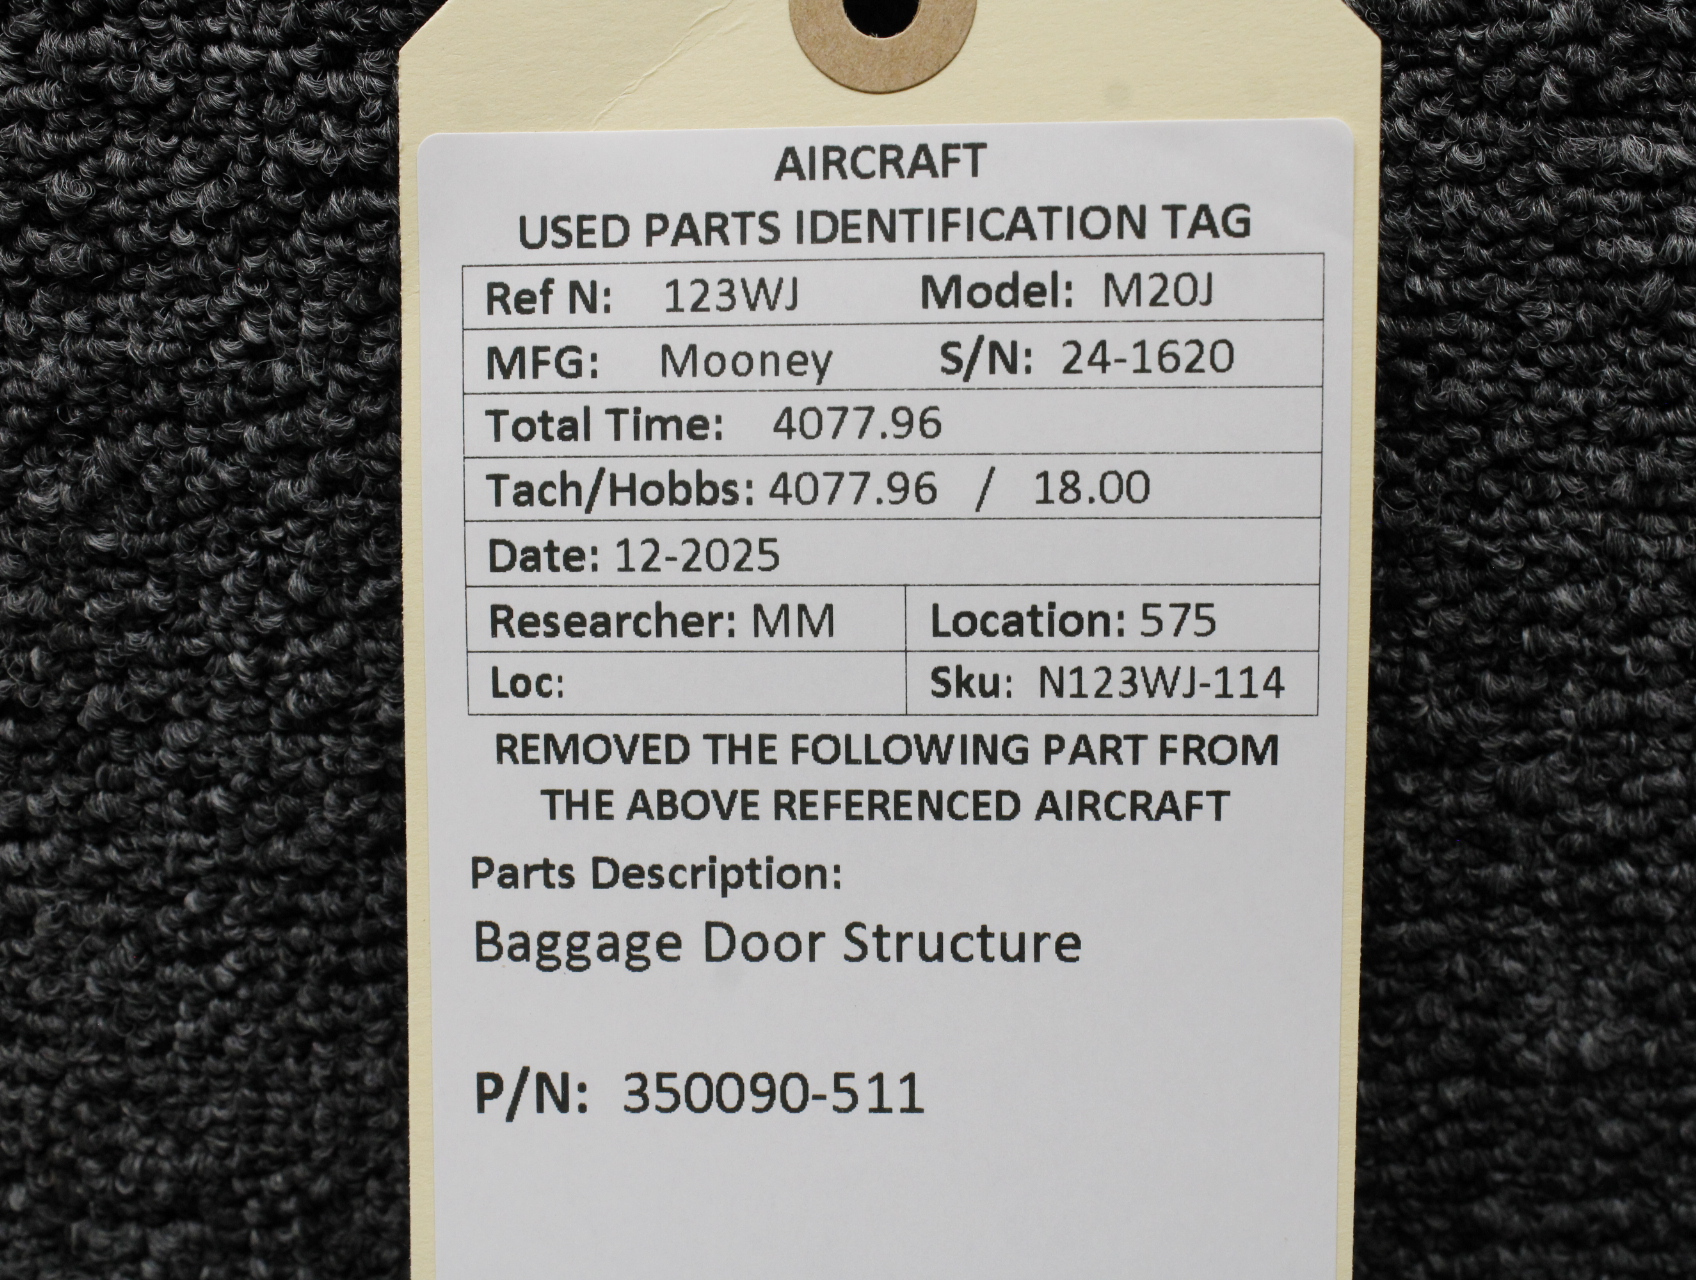 AIRCRAFT
USED PARTS IDENTIFICATION TAG
Ref N: 123WJ Model: M20J
MFG: Mooney S/N: 24-1620
Total Time: 4077.96
Tach/Hobbs: 4077.96 / 18.00
Date: 12-2025
Researcher: MM Location: 575
Loc: Sku: N123WJ-114
REMOVED THE FOLLOWING PART FROM
THE ABOVE REFERENCED AIRCRAFT
Parts Description:
Baggage Door Structure
P/N: 350090-511